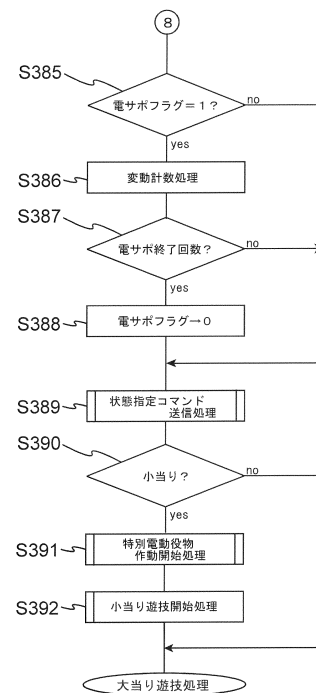 8
S385
電サポフラグ＝１？
no
yes
S386
変動計数処理
S387
電サポ終了回数？
no
yes
S388
電サポフラグ→０
S389
状態指定コマンド
送信処理
S390
小当り？
no
yes
S391
特別電動役物
作動開始処理
S392
小当り遊技開始処理
大当り遊技処理